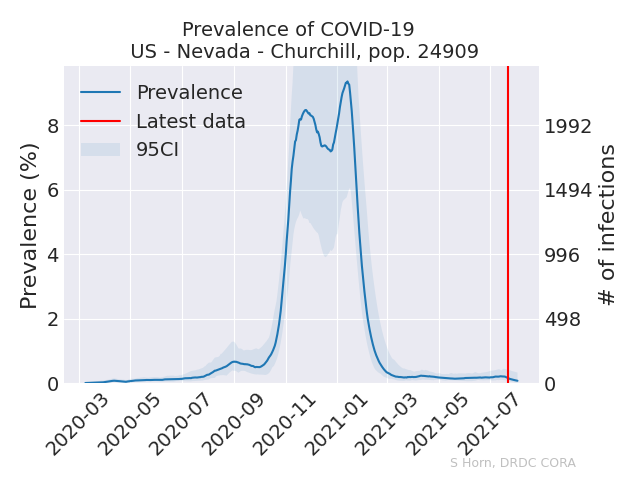 Prevalence of COVID-19
US - Nevada - Churchill, pop. 24909
Prevalence
Latest data
95CI
Prevalence (%)
8
6
4
2
0
1992
1494
996
498
0
# of infections
2020-03
2020-05
2020-07
2020-09
2020-11
2021-01
2021-03
2021-05
2021-07
S Horn, DRDC CORA